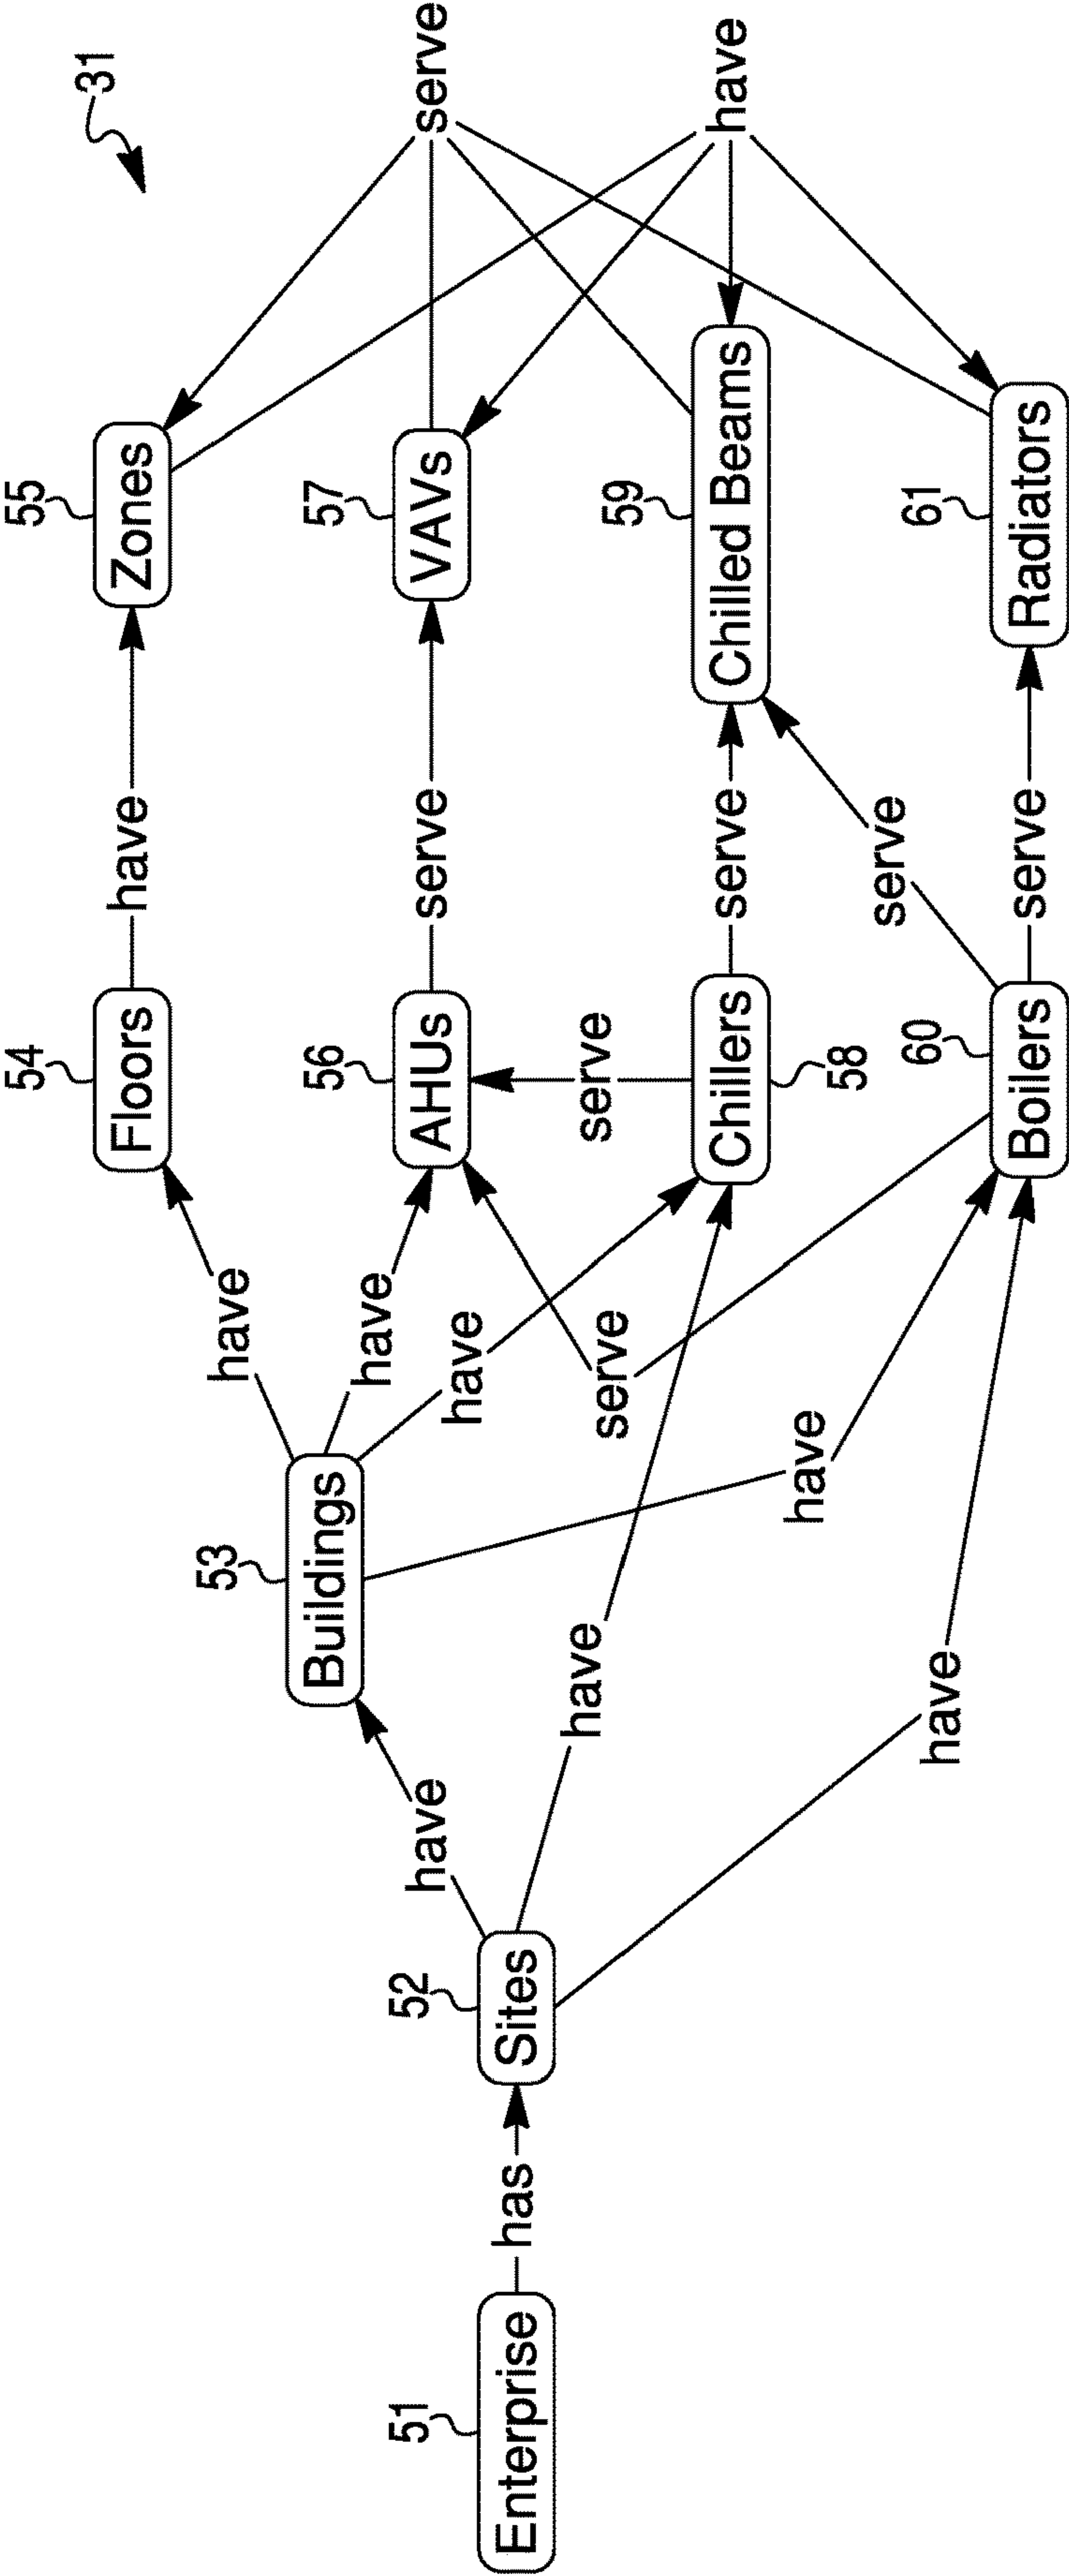 31
51
Enterprise
has
52
Sites
have
have
have
53
Buildings
have
have
have
have
54
Floors
have
55
Zones
56
AHUs
serve
57
VAVs
serve
serve
58
Chillers
serve
59
Chilled Beams
serve
60
Boilers
serve
61
Radiators
serve
have